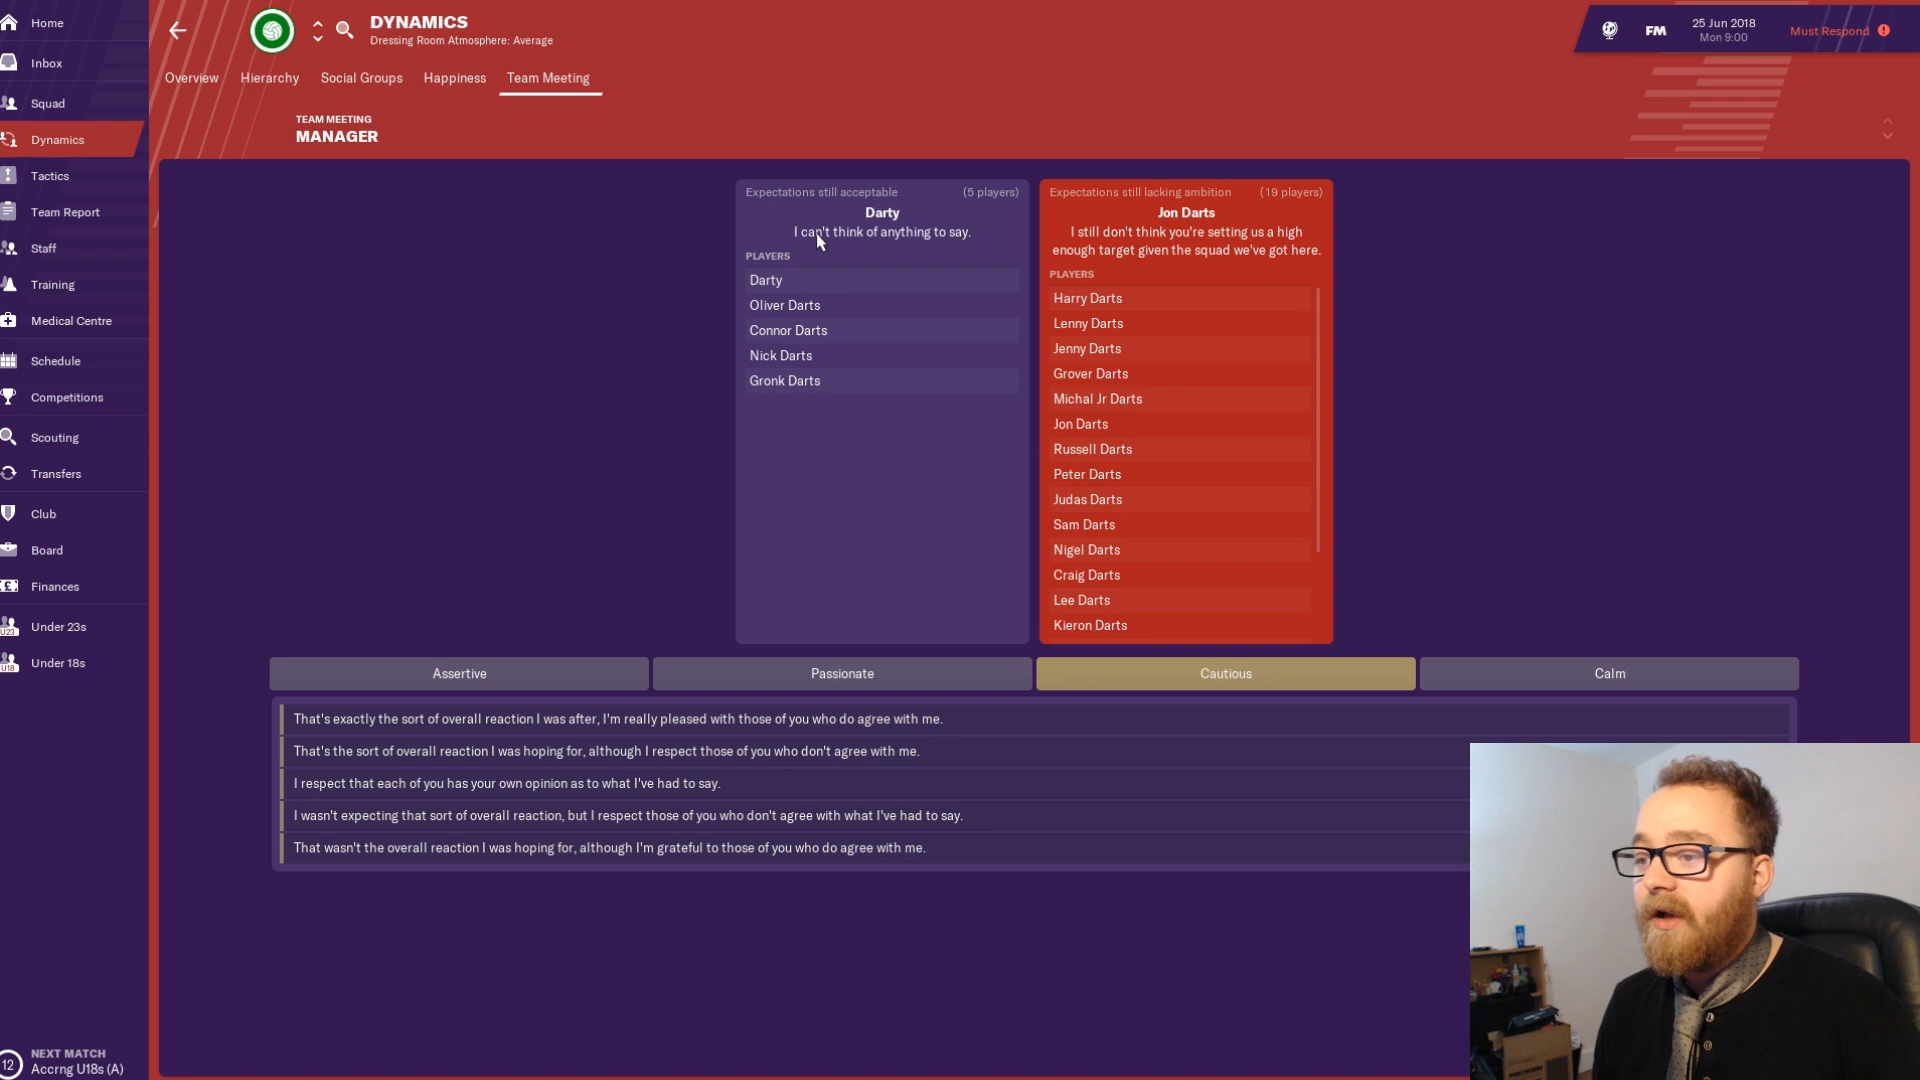 Home
Inbox
Squad
Dynamics
Tactics
Team Report
Staff
Training
Medical Centre
Schedule
Competitions
Scouting
Transfers
Club
Board
Finances
U23
Under 23s
U18
Under 18s
12
NEXT MATCH
Accrng U18s (A)
DYNAMICS
Dressing Room Atmosphere: Average
FM
25 Jun 2018
Mon 9:00
Must Respond
Overview
Hierarchy
Social Groups
Happiness
Team Meeting
TEAM MEETING
MANAGER
Expectations still acceptable (5 players)
Darty
I can't think of anything to say.
PLAYERS
Darty
Oliver Darts
Connor Darts
Nick Darts
Gronk Darts
Expectations still lacking ambition (19 players)
Jon Darts
I still don't think you're setting us a high
enough target given the squad we've got here.
PLAYERS
Harry Darts
Lenny Darts
Jenny Darts
Grover Darts
Michal Jr Darts
Jon Darts
Russell Darts
Peter Darts
Judas Darts
Sam Darts
Nigel Darts
Craig Darts
Lee Darts
Kieron Darts
Assertive
Passionate
Cautious
Calm
That's exactly the sort of overall reaction I was after, I'm really pleased with those of you who do agree with me.
That's the sort of overall reaction I was hoping for, although I respect those of you who don't agree with me.
I respect that each of you has your own opinion as to what I've had to say.
I wasn't expecting that sort of overall reaction, but I respect those of you who don't agree with what I've had to say.
That wasn't the overall reaction I was hoping for, although I'm grateful to those of you who do agree with me.